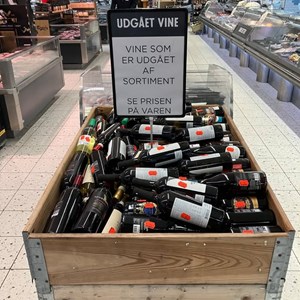 UDGÅET VINE
VINE SOM
ER UDGÅET
AF
SORTIMENT
SE PRISEN
PÅ VAREN